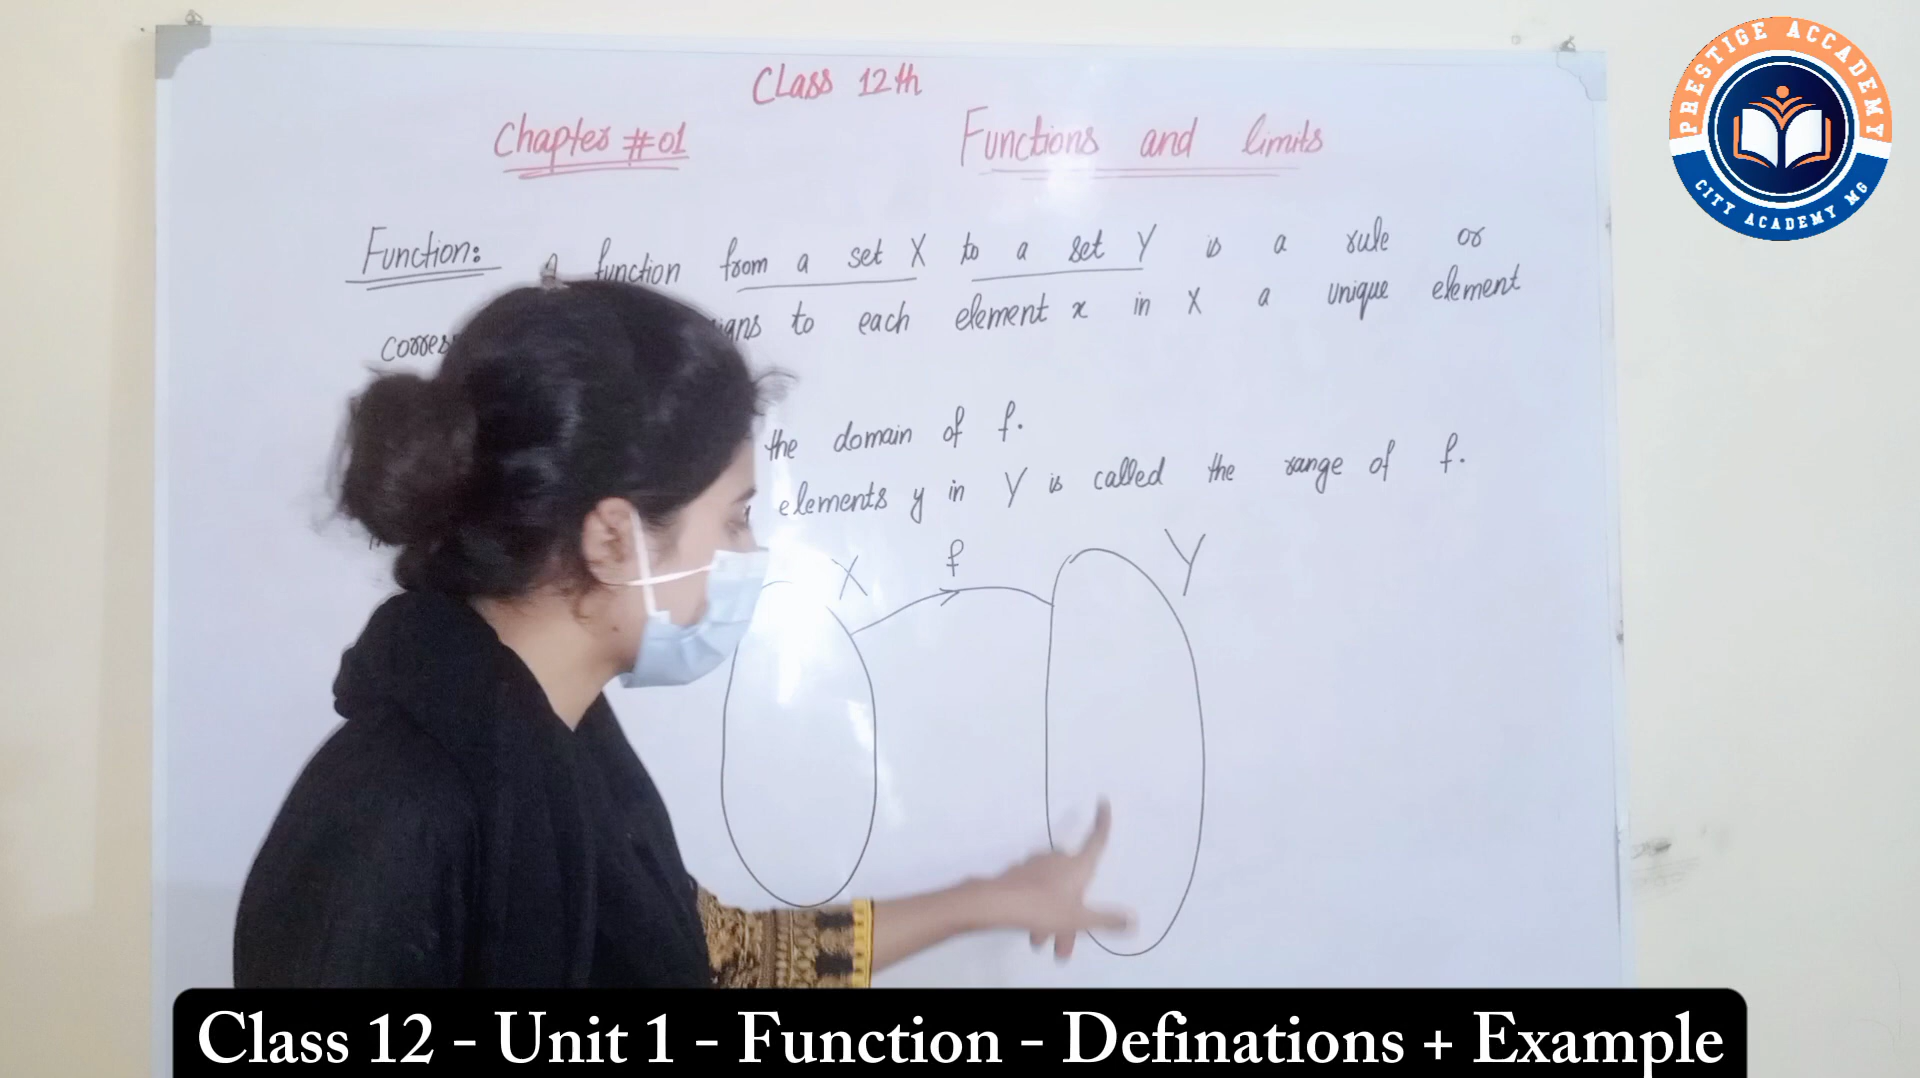 CLass 12th
Chapter #01 Functions and limits
Function: a function from a set X to a set Y is a rule or
to each element x in X a unique element
the domain of f.
elements y in Y is called the range of f.
X f Y
PRESTIGE ACCADEMY
CITY ACADEMY MG
Class 12 - Unit 1 - Function - Definations + Example